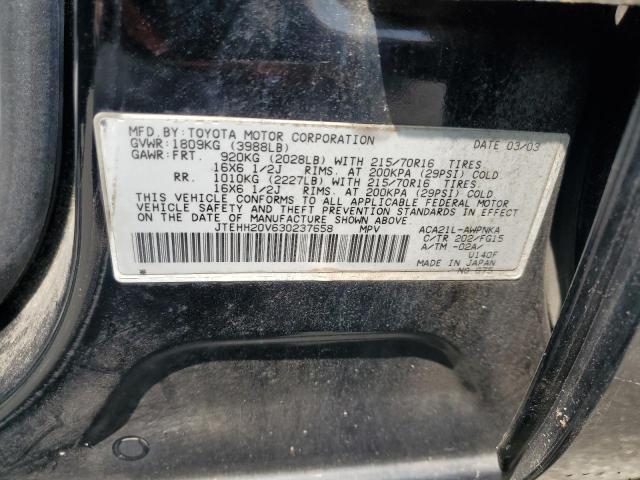 MFD.BY:TOYOTA MOTOR CORPORATION DATE 03/03
GVWR:1809KG (3988LB)
GAWR:FRT. 920KG (2028LB) WITH 215/70R16 TIRES
16X6 1/2J RIMS. AT 200KPA (29PSI) COLD
RR. 1010KG (2227LB) WITH 215/70R16 TIRES
16X6 1/2J RIMS. AT 200KPA (29PSI) COLD
THIS VEHICLE CONFORMS TO ALL APPLICABLE FEDERAL MOTOR
VEHICLE SAFETY AND THEFT PREVENTION STANDARDS IN EFFECT
ON THE DATE OF MANUFACTURE SHOWN ABOVE.
JTEHH20V630237658 MPV ACA21L-AWPNKA
C/TR 202/FG15
A/TM -02A/ U140F
MADE IN JAPAN
NO G75